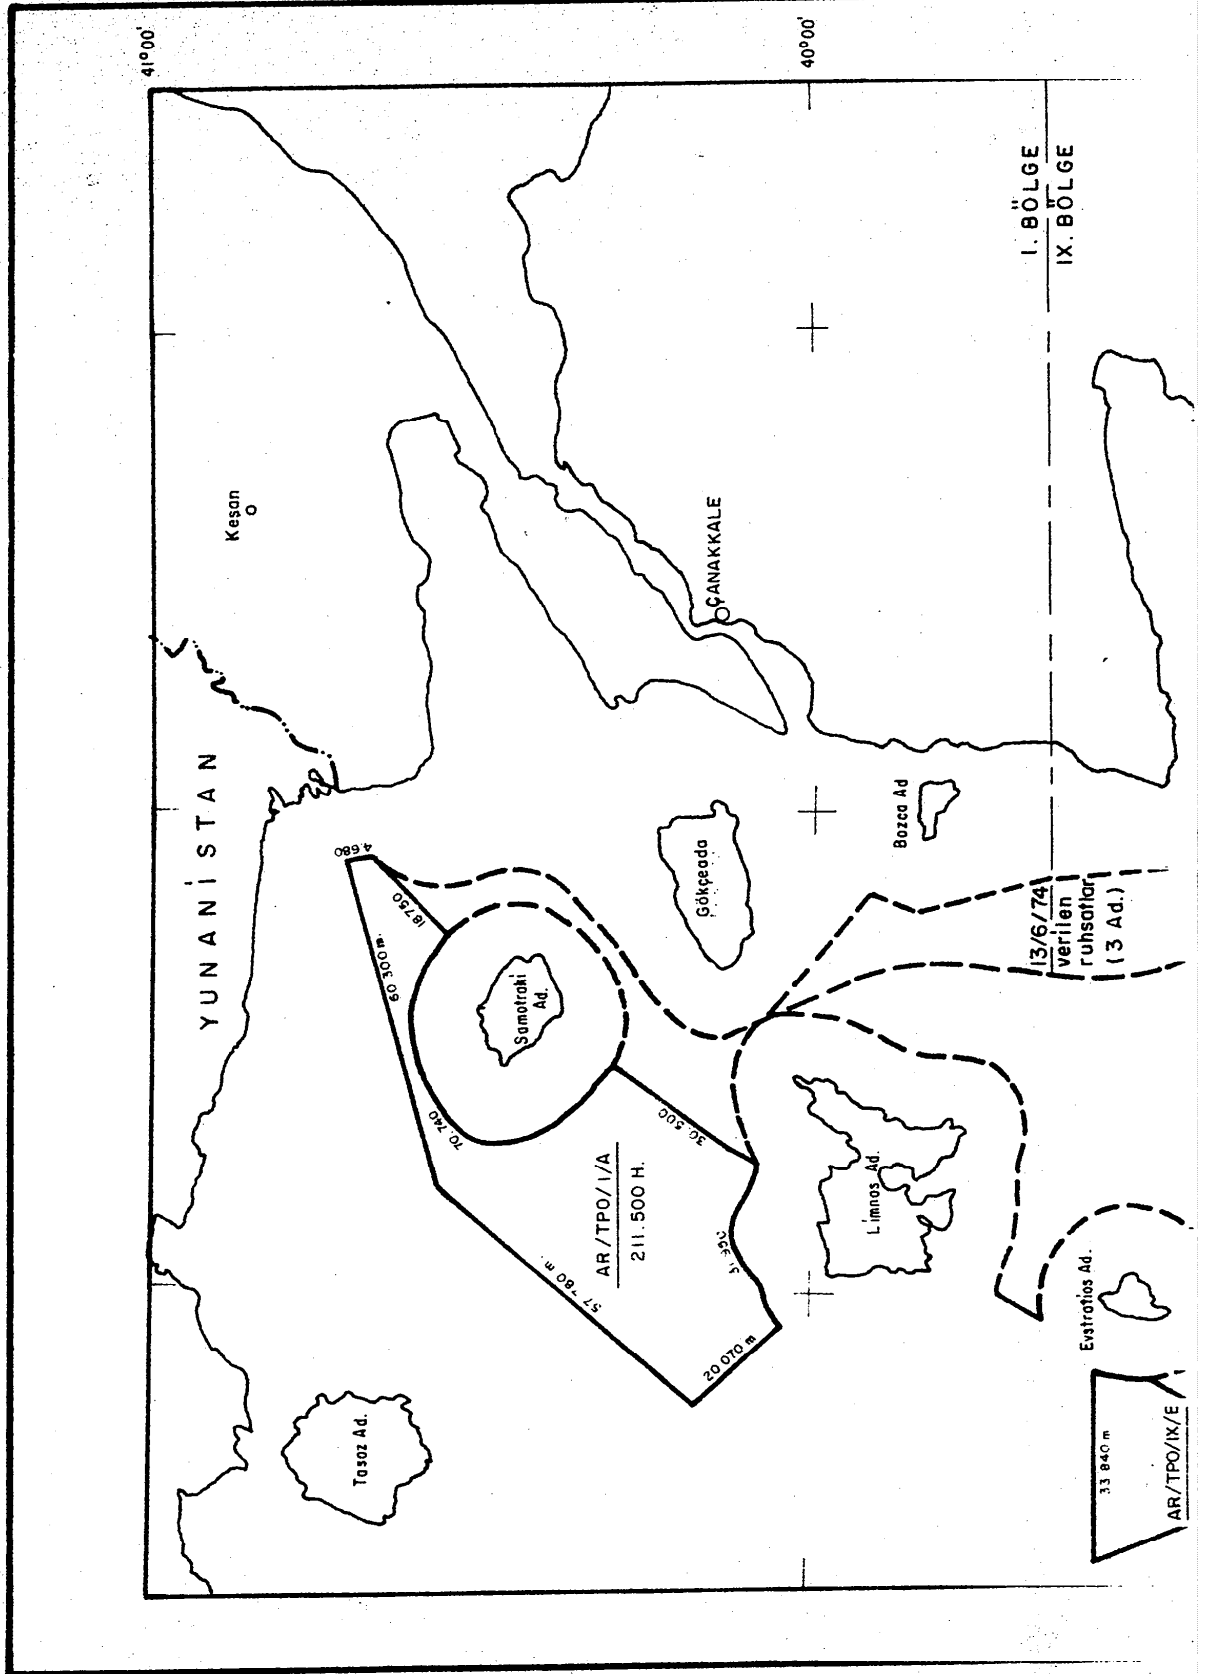 41°00'
40°00'
YUNANİSTAN
Keşan
ÇANAKKALE
I. BÖLGE
IX. BÖLGE
4.680
18750
60 300 m.
70.740
Samotraki
Ad.
Gökçeada
Bozca Ad
30.500
AR/TPO/I/A
211.500 H.
57 780 m.
20 070 m
Limnos Ad.
13/6/74
verilen
ruhsatlar
(3 Ad.)
Tasoz Ad.
Evstratios Ad.
33 840 m
AR/TPO/IX/E